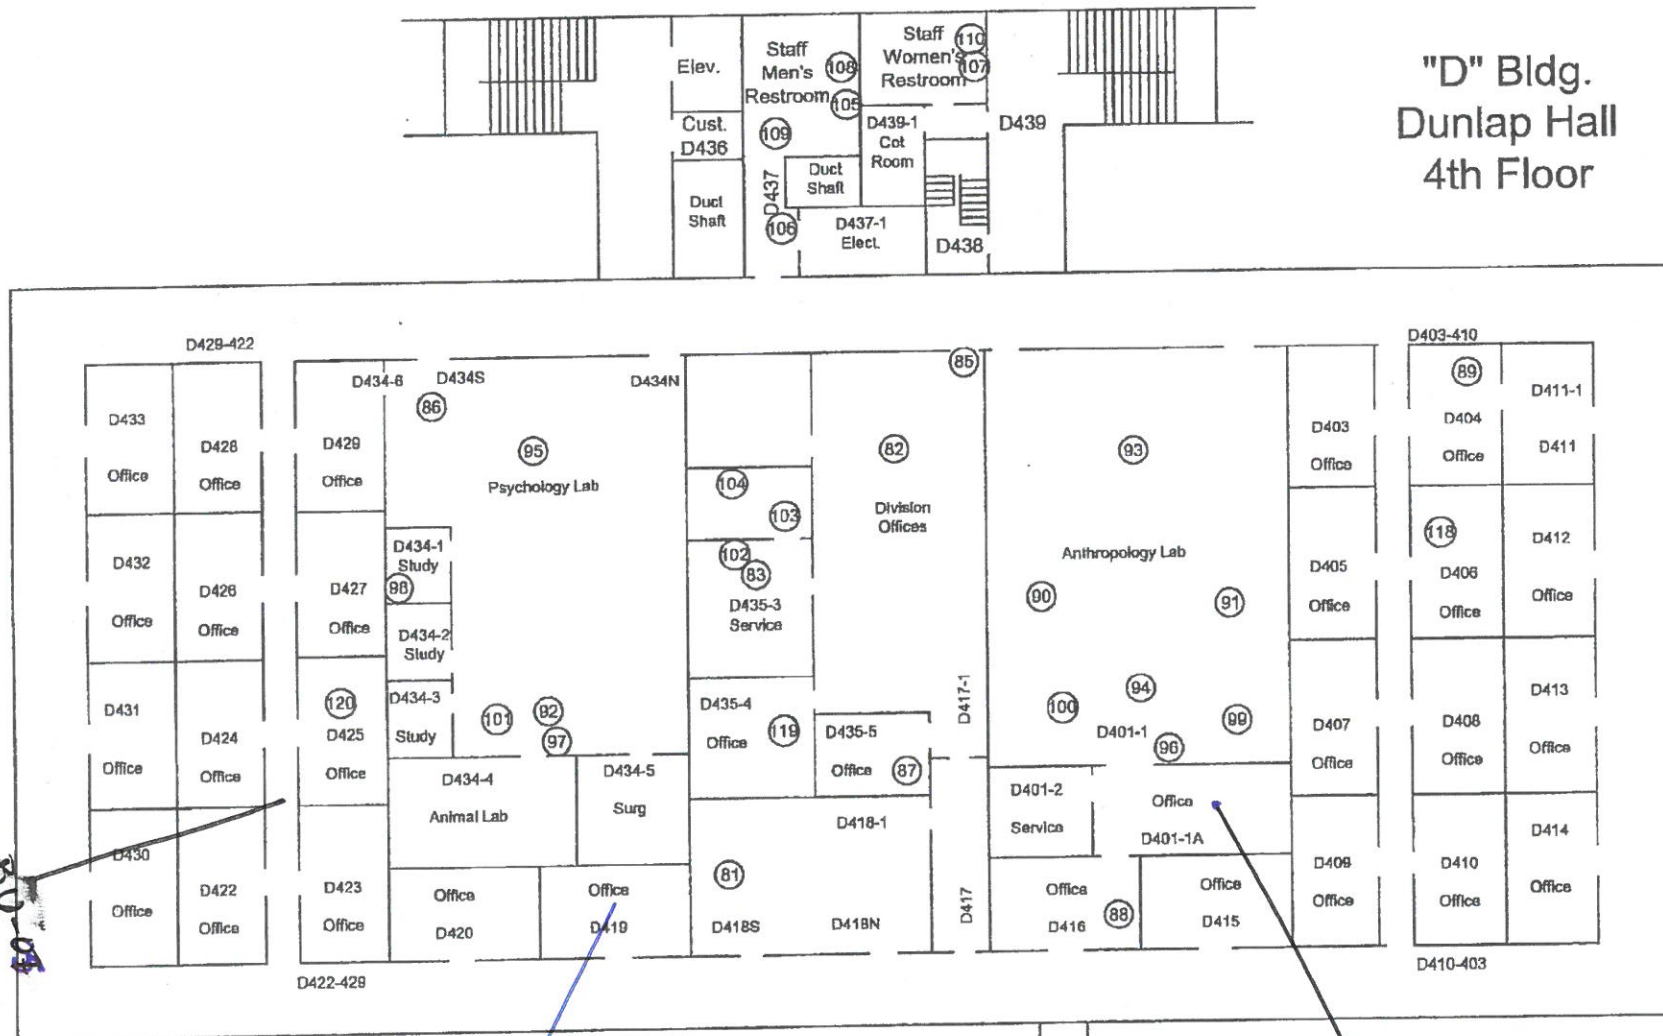 "D" Bldg.
Dunlap Hall
4th Floor
Elev.
Cust.
D436
Duct
Shaft
Staff
Men's
Restroom
108
105
109
D437
106
Duct
Shaft
D437-1
Elect.
Staff
Women's
Restroom
110
107
D439-1
Cot
Room
D438
D439
D429-422
D433
Office
D428
Office
D432
Office
D426
Office
D431
Office
D424
Office
D430
Office
D422
Office
D429
Office
D427
Office
120
D425
Office
D423
Office
D422-429
D434-6
D434S
D434N
86
95
Psychology Lab
D434-1
Study
98
D434-2
Study
D434-3
Study
101
92
97
D434-4
Animal Lab
D434-5
Surg
Office
D420
Office
D419
104
103
102
83
D435-3
Service
D435-4
Office
119
D435-5
Office
87
85
82
Division
Offices
D417-1
D418-1
81
D418S
D418N
D417
93
Anthropology Lab
90
91
94
100
99
D401-1
96
D401-2
Service
Office
D401-1A
Office
D416
88
Office
D415
D403
Office
D405
Office
D407
Office
D409
Office
D403-410
89
D404
Office
D411-1
D411
118
D406
Office
D412
Office
D408
Office
D413
Office
D410
Office
D414
Office
D410-403